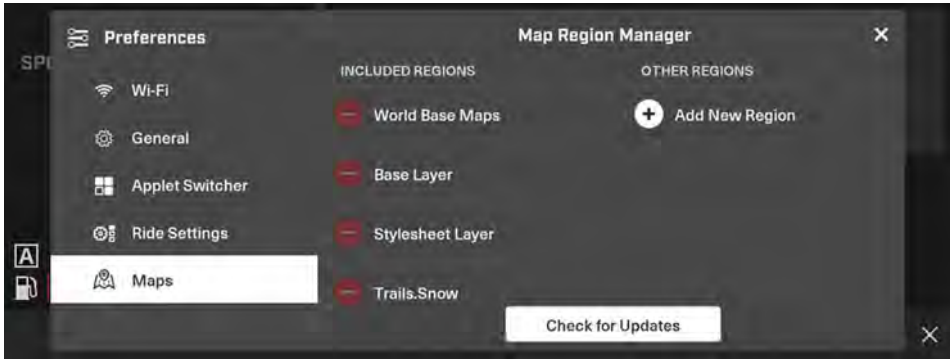 Preferences
Wi-Fi
General
Applet Switcher
Ride Settings
Maps
Map Region Manager
INCLUDED REGIONS
World Base Maps
Base Layer
Stylesheet Layer
Trails.Snow
OTHER REGIONS
Add New Region
Check for Updates
SPO
A